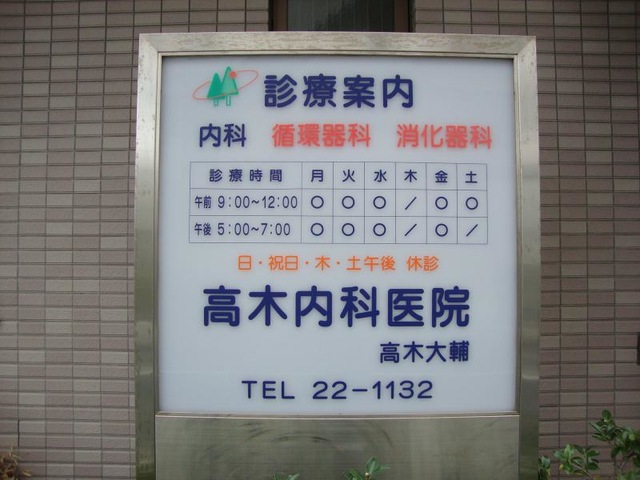 診療案内
内科 循環器科 消化器科
診療時間 月 火 水 木 金 土
午前 9:00~12:00 ○ ○ ○ / ○ ○
午後 5:00~7:00 ○ ○ ○ / ○ /
日・祝日・木・土午後 休診
高木内科医院
高木大輔
TEL 22-1132